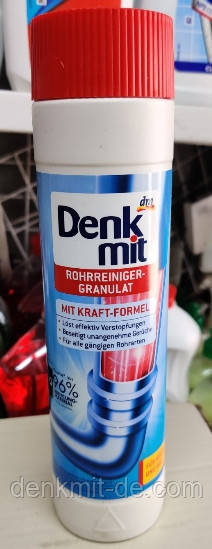 dm
Denk
mit
ROHRREINIGER-
GRANULAT
MIT KRAFT-FORMEL
• Löst effektiv Verstopfungen
• Beseitigt unangenehme Gerüche
• Für alle gängigen Rohrarten
96%
denkmit-de.com